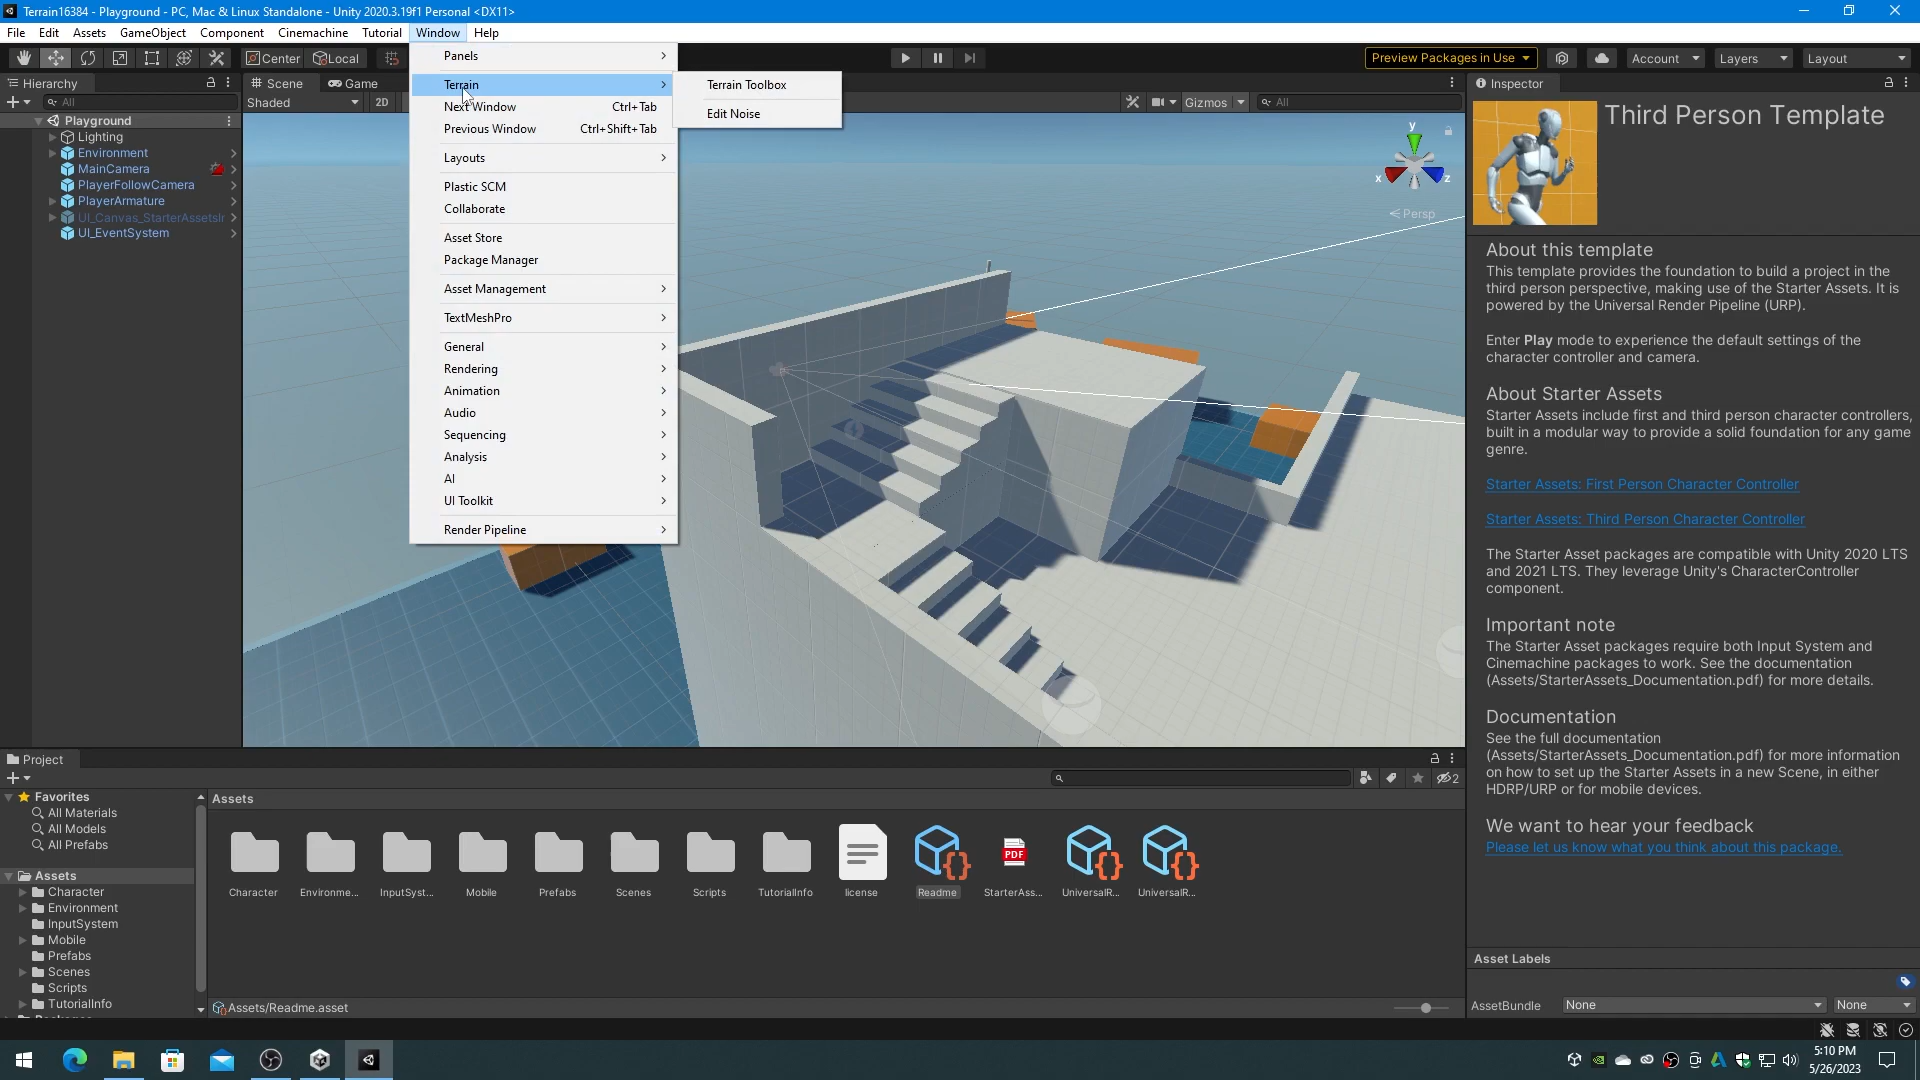 Terrain16384 - Playground - PC, Mac & Linux Standalone - Unity 2020.3.19f1 Personal <DX11>
File Edit Assets GameObject Component Cinemachine Tutorial Window Help
Center Local
Preview Packages in Use
Account
Layers
Layout
Hierarchy
All
Playground
Lighting
Environment
MainCamera
PlayerFollowCamera
PlayerArmature
UI_Canvas_StarterAssetsIr
UI_EventSystem
Scene Game
Shaded 2D
Gizmos All
Panels
Terrain
Next Window Ctrl+Tab
Previous Window Ctrl+Shift+Tab
Layouts
Plastic SCM
Collaborate
Asset Store
Package Manager
Asset Management
TextMeshPro
General
Rendering
Animation
Audio
Sequencing
Analysis
AI
UI Toolkit
Render Pipeline
Terrain Toolbox
Edit Noise
y
x z
Persp
Inspector
Third Person Template
About this template
This template provides the foundation to build a project in the
third person perspective, making use of the Starter Assets. It is
powered by the Universal Render Pipeline (URP).
Enter Play mode to experience the default settings of the
character controller and camera.
About Starter Assets
Starter Assets include first and third person character controllers,
built in a modular way to provide a solid foundation for any game
genre.
Starter Assets: First Person Character Controller
Starter Assets: Third Person Character Controller
The Starter Asset packages are compatible with Unity 2020 LTS
and 2021 LTS. They leverage Unity's CharacterController
component.
Important note
The Starter Asset packages require both Input System and
Cinemachine packages to work. See the documentation
(Assets/StarterAssets_Documentation.pdf) for more details.
Documentation
See the full documentation
(Assets/StarterAssets_Documentation.pdf) for more information
on how to set up the Starter Assets in a new Scene, in either
HDRP/URP or for mobile devices.
We want to hear your feedback
Please let us know what you think about this package.
Asset Labels
AssetBundle None None
Project
2
Favorites
All Materials
All Models
All Prefabs
Assets
Character
Environment
InputSystem
Mobile
Prefabs
Scenes
Scripts
TutorialInfo
Assets
PDF
Character Environme... InputSyst... Mobile Prefabs Scenes Scripts TutorialInfo license Readme StarterAss... UniversalR... UniversalR...
Assets/Readme.asset
5:10 PM
5/26/2023